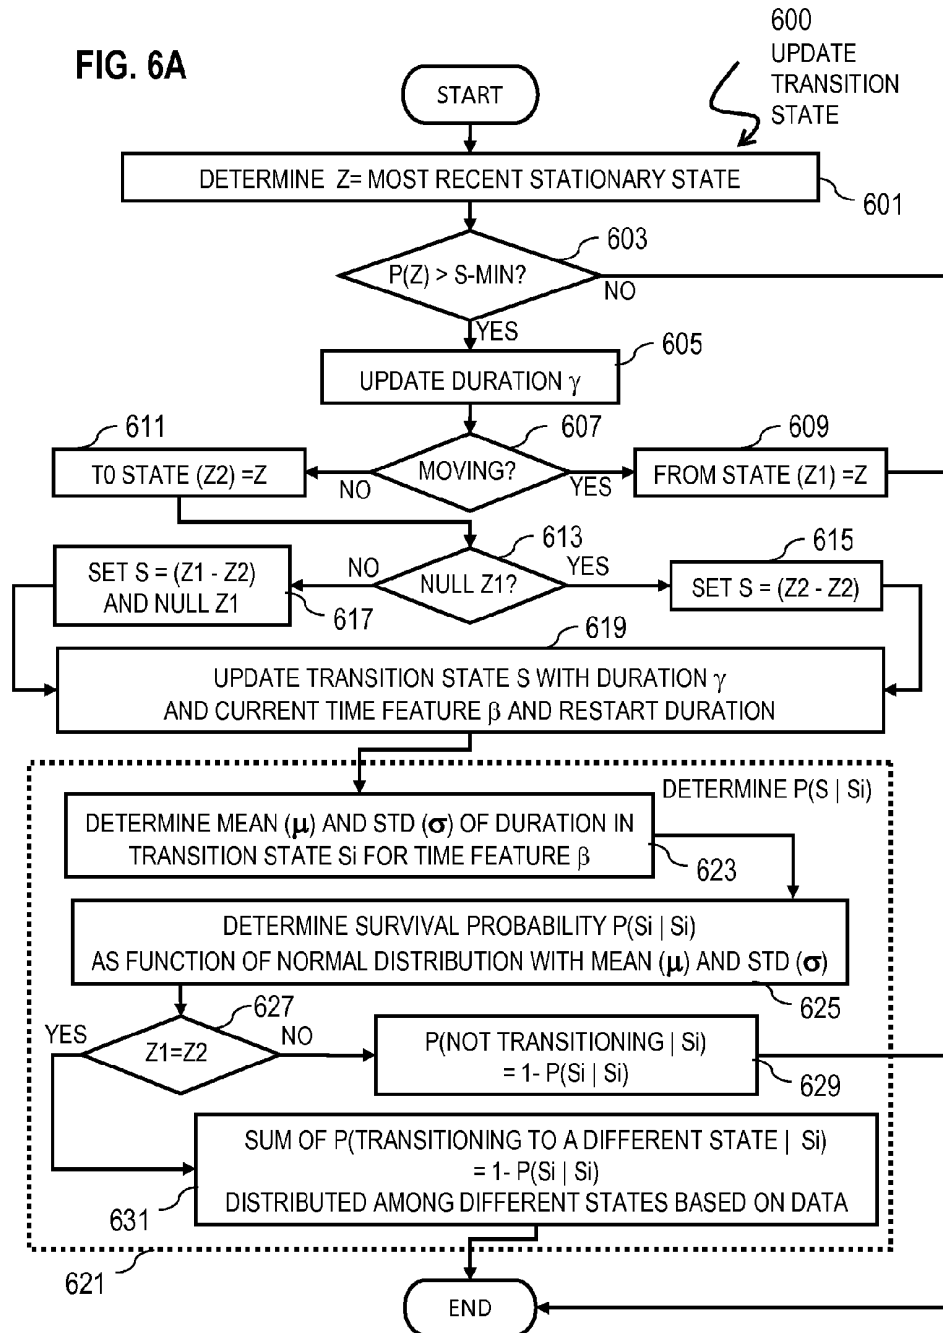 FIG. 6A
600
UPDATE
TRANSITION
STATE
START
DETERMINE Z= MOST RECENT STATIONARY STATE
601
603
P(Z) > S-MIN?
NO
YES
605
UPDATE DURATION γ
611
607
609
T0 STATE (Z2) =Z
MOVING?
FROM STATE (Z1) =Z
NO
YES
613
615
SET S = (Z1 - Z2)
AND NULL Z1
NO
NULL Z1?
YES
SET S = (Z2 - Z2)
617
619
UPDATE TRANSITION STATE S WITH DURATION γ
AND CURRENT TIME FEATURE β AND RESTART DURATION
DETERMINE P(S | Si)
DETERMINE MEAN (μ) AND STD (σ) OF DURATION IN
TRANSITION STATE Si FOR TIME FEATURE β
623
DETERMINE SURVIVAL PROBABILITY P(Si | Si)
AS FUNCTION OF NORMAL DISTRIBUTION WITH MEAN (μ) AND STD (σ)
625
627
YES
Z1=Z2
NO
P(NOT TRANSITIONING | Si)
= 1- P(Si | Si)
629
SUM OF P(TRANSITIONING TO A DIFFERENT STATE | Si)
= 1- P(Si | Si)
DISTRIBUTED AMONG DIFFERENT STATES BASED ON DATA
631
621
END